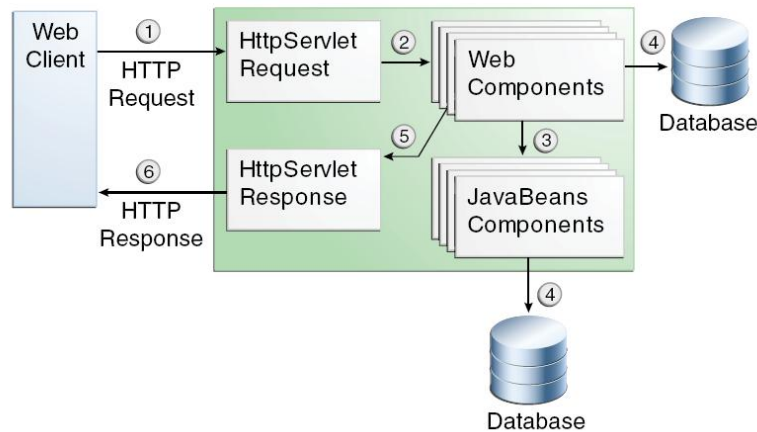 Web
Client
1
HTTP
Request
HttpServlet
Request
2
Web
Components
4
Database
3
5
HttpServlet
Response
6
HTTP
Response
JavaBeans
Components
4
Database